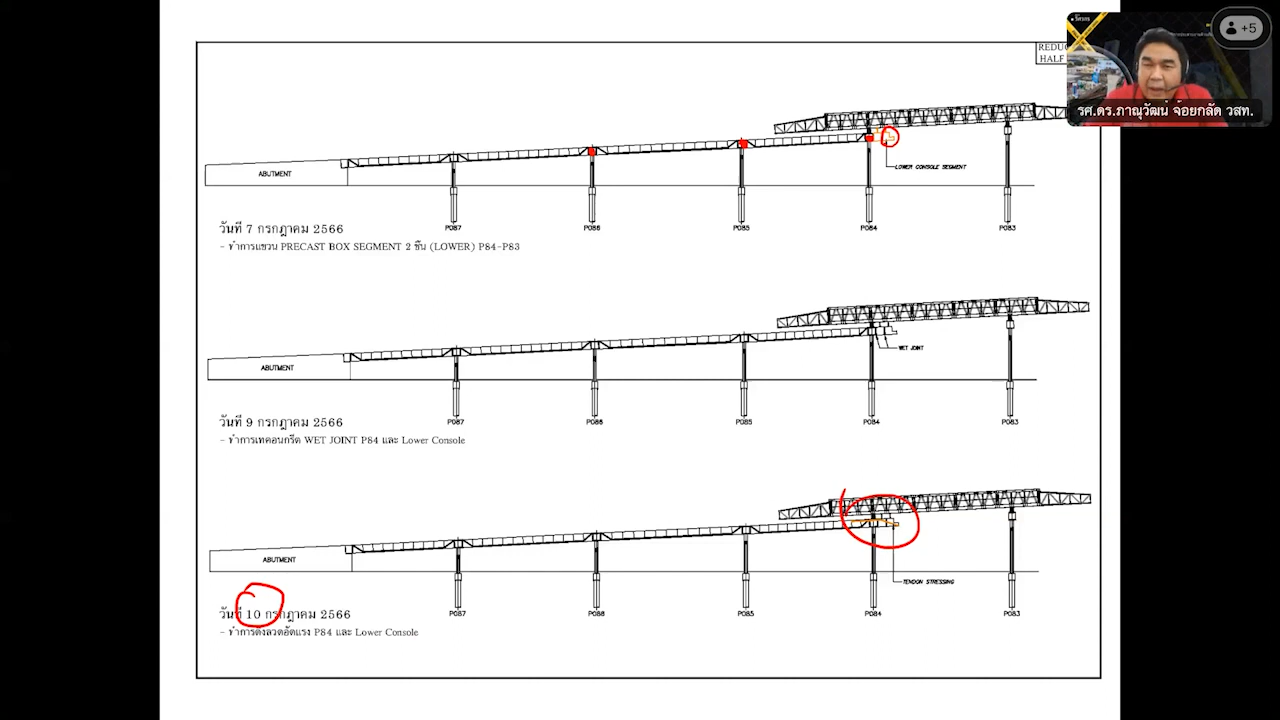 REDUC
HALF
+5
รศ.ดร.ภาณุวัฒน์ จ้อยกลัด วสท.
ABUTMENT
LOWER CONSOLE SEGMENT
P087 P086 P085 P084 P083
วันที่ 7 กรกฎาคม 2566
- ทำการแขวน PRECAST BOX SEGMENT 2 ชิ้น (LOWER) P84-P83
ABUTMENT
WET JOINT
P087 P086 P085 P084 P083
วันที่ 9 กรกฎาคม 2566
- ทำการเทคอนกรีต WET JOINT P84 และ Lower Console
ABUTMENT
TENDON STRESSING
P087 P086 P085 P084 P083
วันที่ 10 กรกฎาคม 2566
- ทำการดึงลวดอัดแรง P84 และ Lower Console